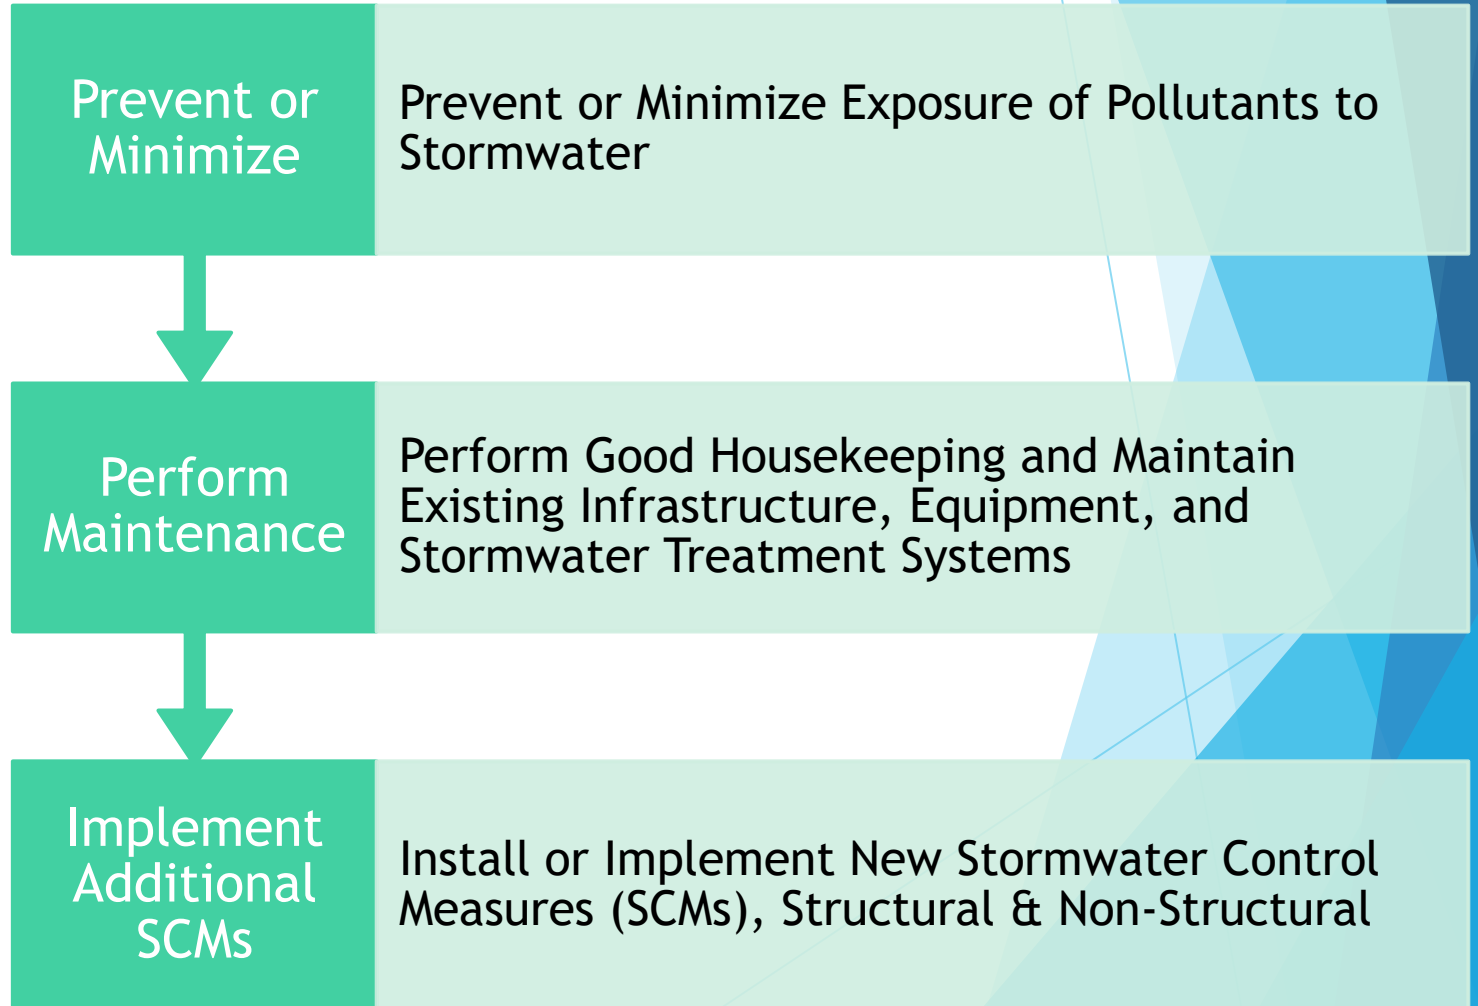 Prevent or
Minimize
Prevent or Minimize Exposure of Pollutants to
Stormwater
Perform
Maintenance
Perform Good Housekeeping and Maintain
Existing Infrastructure, Equipment, and
Stormwater Treatment Systems
Implement
Additional
SCMs
Install or Implement New Stormwater Control
Measures (SCMs), Structural & Non-Structural